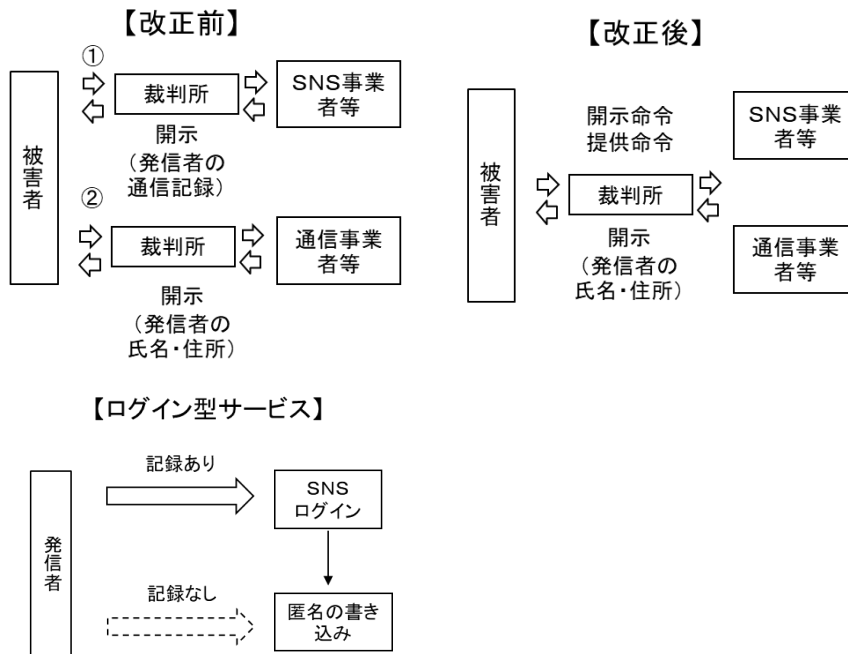 【改正前】
①
被害者
裁判所
SNS事業
者等
開示
(発信者の
通信記録)
②
裁判所
通信事業
者等
開示
(発信者の
氏名・住所)
【改正後】
被害者
開示命令
提供命令
裁判所
開示
(発信者の
氏名・住所)
SNS事業
者等
通信事業
者等
【ログイン型サービス】
発信者
記録あり
SNS
ログイン
記録なし
匿名の書き
込み